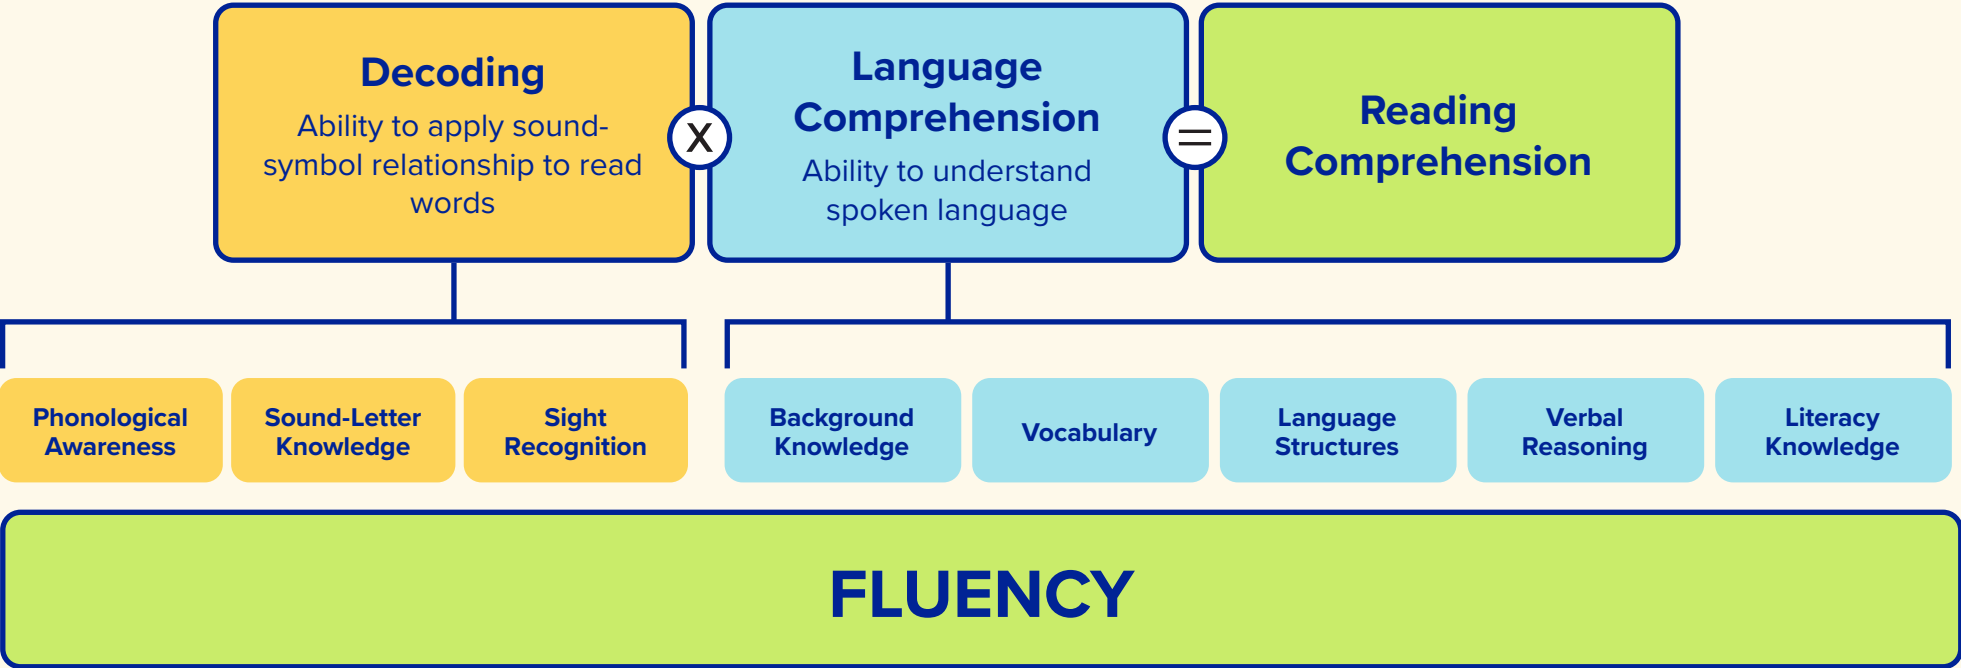 Decoding
Ability to apply sound-
symbol relationship to read
words
X
Language
Comprehension
Ability to understand
spoken language
=
Reading
Comprehension
Phonological
Awareness
Sound-Letter
Knowledge
Sight
Recognition
Background
Knowledge
Vocabulary
Language
Structures
Verbal
Reasoning
Literacy
Knowledge
FLUENCY